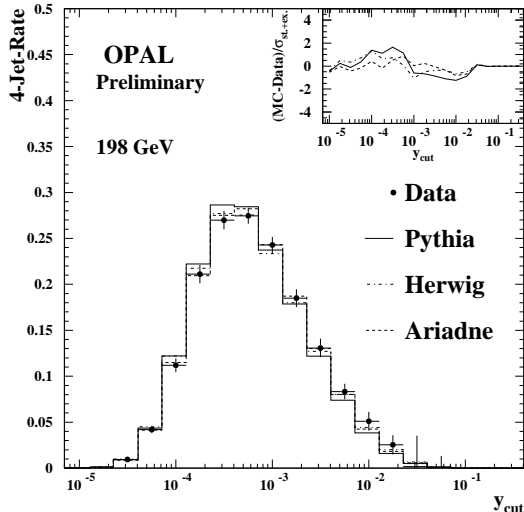 4-Jet-Rate
0.5
0.45
0.4
0.35
0.3
0.25
0.2
0.15
0.1
0.05
0
OPAL
Preliminary
198 GeV
(MC-Data)/σst.+ex.
4
2
0
-2
-4
10^-5 10^-4 10^-3 10^-2 10^-1
y_cut
Data
Pythia
Herwig
Ariadne
10^-5 10^-4 10^-3 10^-2 10^-1
y_cut